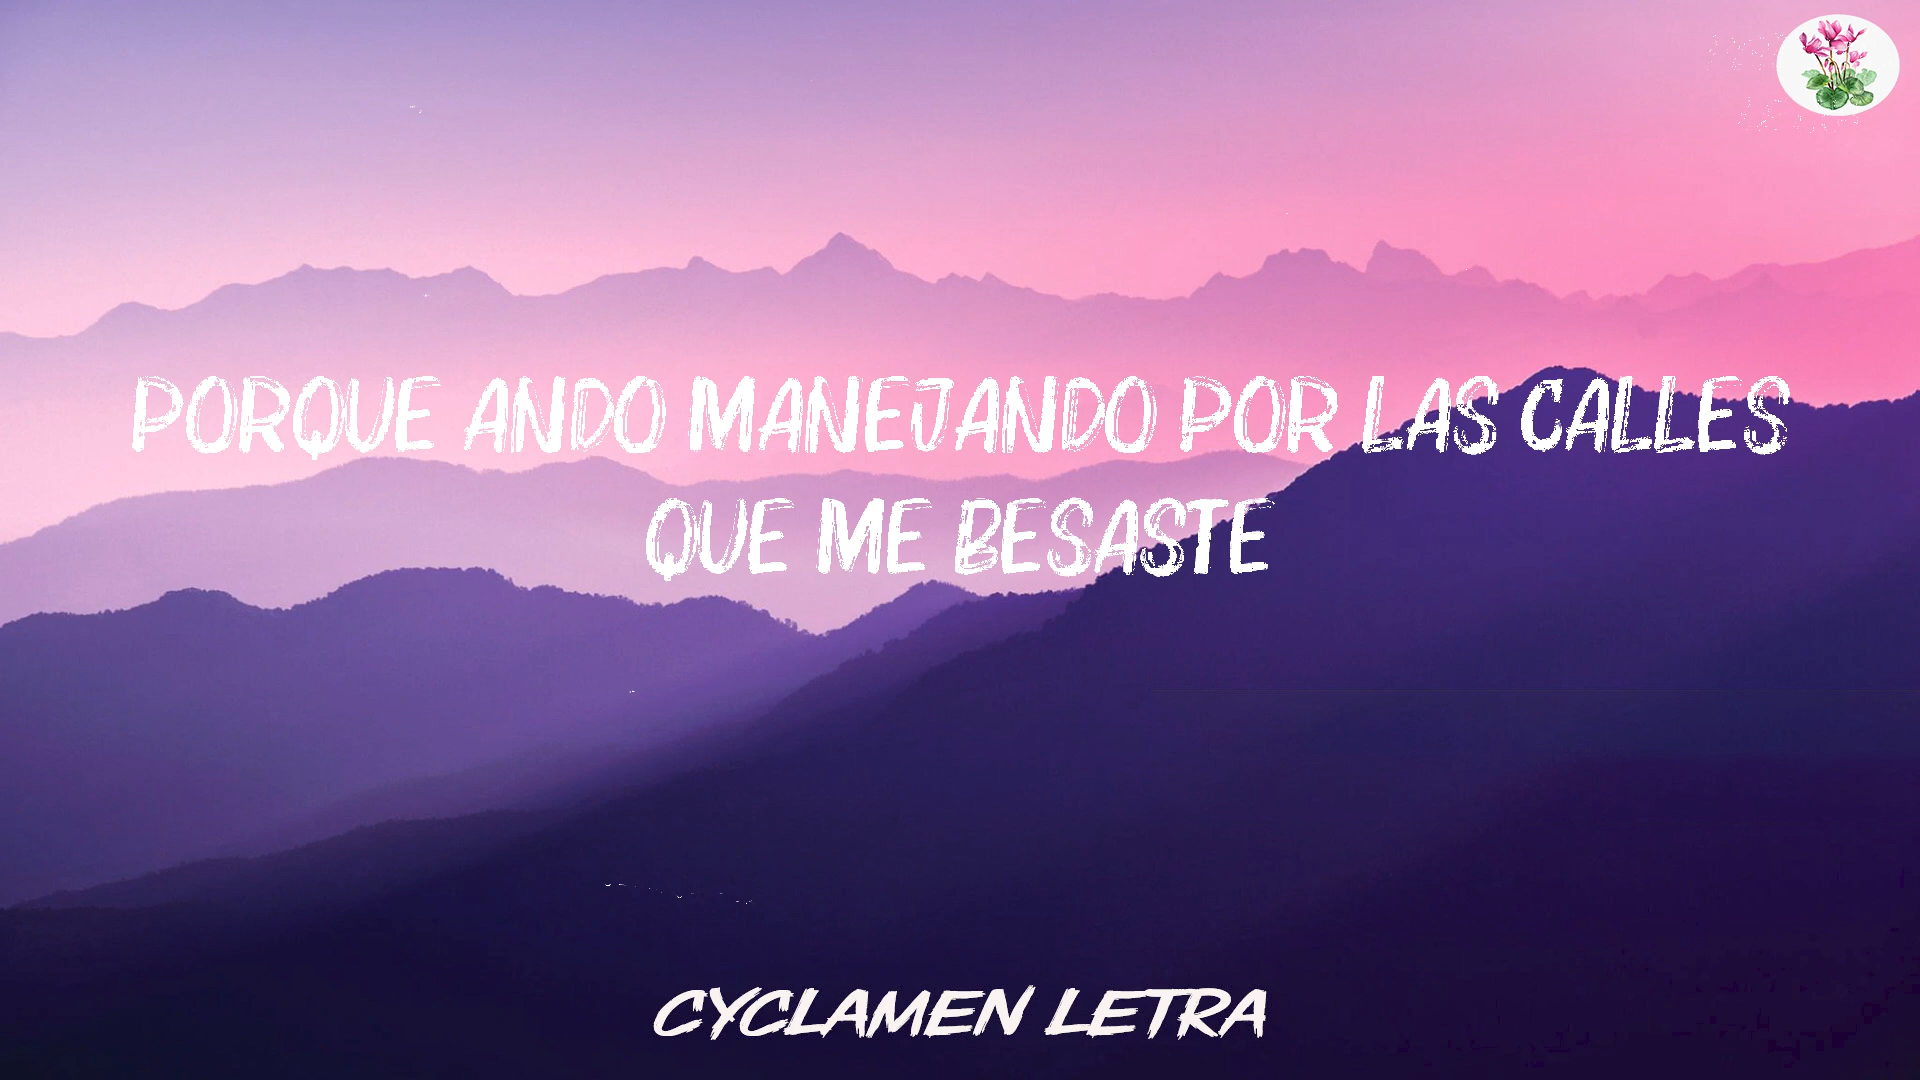 PORQUE ANDO MANEJANDO POR LAS CALLES
QUE ME BESASTE
CYCLAMEN LETRA